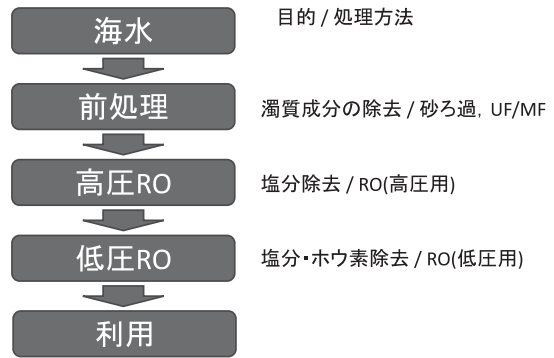 目的 / 処理方法
海水
前処理
濁質成分の除去 / 砂ろ過, UF/MF
高圧RO
塩分除去 / RO(高圧用)
低圧RO
塩分・ホウ素除去 / RO(低圧用)
利用